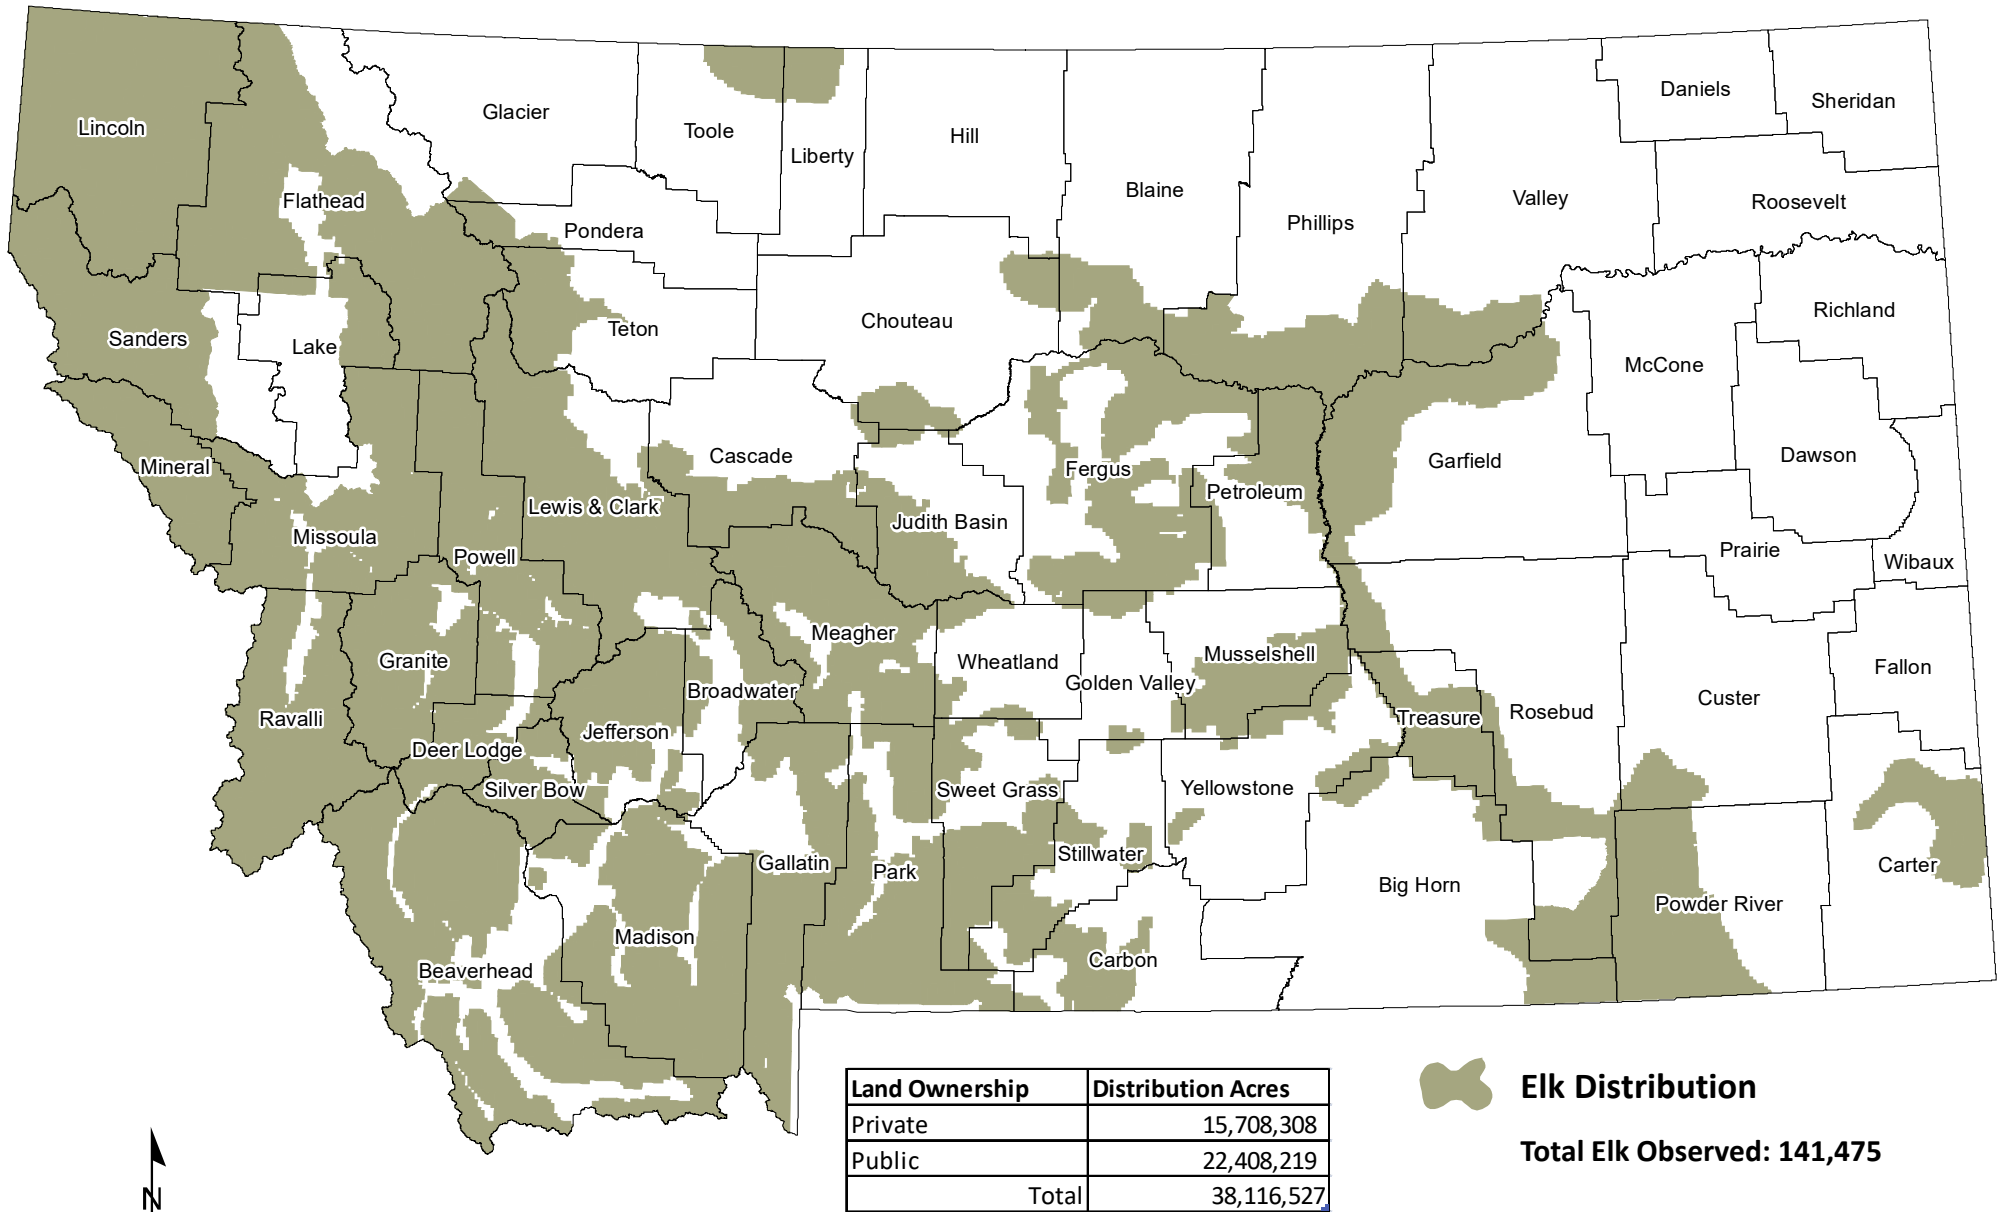 Daniels
Sheridan
Glacier
Lincoln
Toole
Hill
Liberty
Blaine
Flathead
Valley
Roosevelt
Phillips
Pondera
Richland
Chouteau
Teton
Sanders
Lake
McCone
Cascade
Dawson
Garfield
Mineral
Fergus
Petroleum
Lewis & Clark
Judith Basin
Missoula
Prairie
Powell
Wibaux
Meagher
Granite
Wheatland
Musselshell
Fallon
Golden Valley
Broadwater
Custer
Ravalli
Treasure
Rosebud
Jefferson
Deer Lodge
Silver Bow
Sweet Grass
Yellowstone
Stillwater
Gallatin
Park
Carter
Big Horn
Powder River
Madison
Carbon
Beaverhead
Land Ownership Distribution Acres
Private 15,708,308
Public 22,408,219
Total 38,116,527
Elk Distribution
Total Elk Observed: 141,475
N